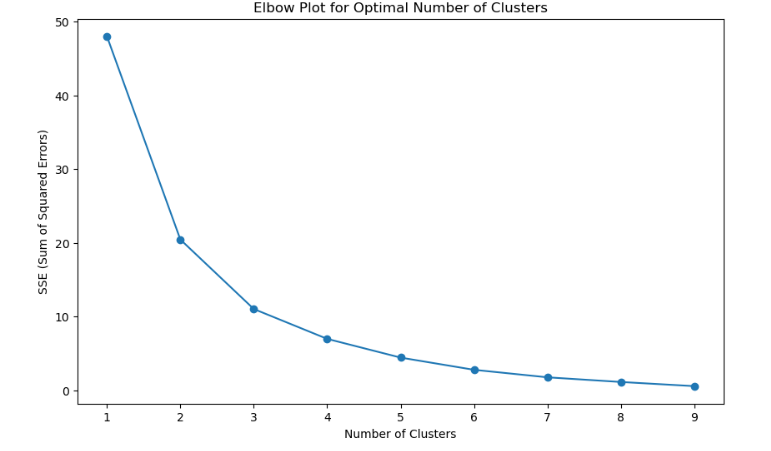 Elbow Plot for Optimal Number of Clusters
50
40
30
20
10
0
SSE (Sum of Squared Errors)
1 2 3 4 5 6 7 8 9
Number of Clusters